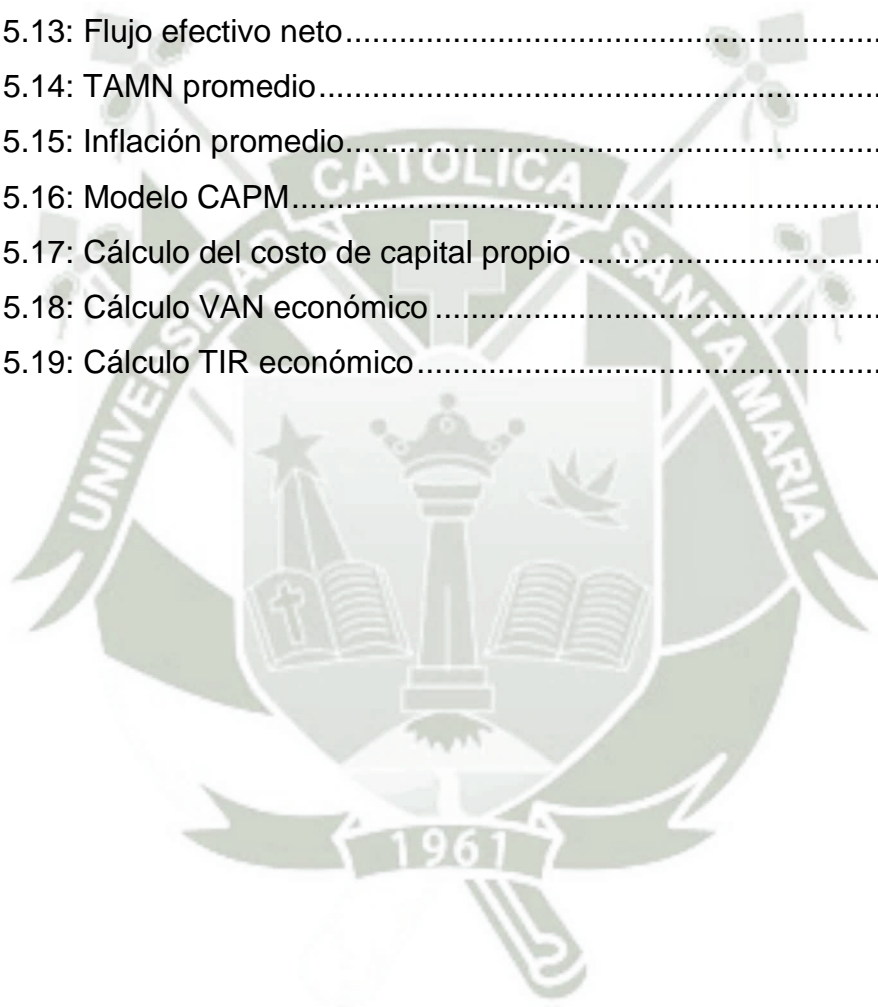 5.13: Flujo efectivo neto..........................................................
5.14: TAMN promedio.............................................................
5.15: Inflación promedio..........................................................
5.16: Modelo CAPM................................................................
5.17: Cálculo del costo de capital propio ..................................
5.18: Cálculo VAN económico ..................................................
5.19: Cálculo TIR económico....................................................
UNIVERSIDAD CATOLICA SANTA MARIA
1961